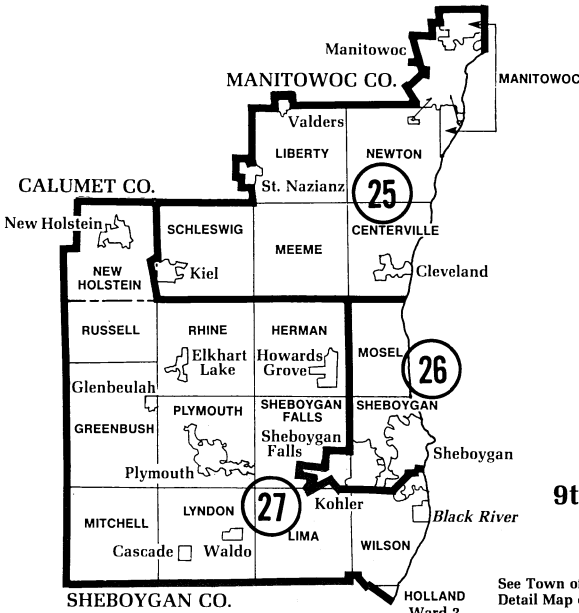 Manitowoc
MANITOWOC
MANITOWOC CO.
Valders
LIBERTY
NEWTON
St. Nazianz
25
CALUMET CO.
New Holstein
SCHLESWIG
CENTERVILLE
MEEME
Kiel
Cleveland
NEW
HOLSTEIN
RUSSELL
RHINE
HERMAN
MOSEL
26
Elkhart
Lake
Howards
Grove
Glenbeulah
PLYMOUTH
SHEBOYGAN
FALLS
SHEBOYGAN
GREENBUSH
Sheboygan
Falls
Sheboygan
Plymouth
Kohler
9t
MITCHELL
LYNDON
27
LIMA
Black River
Cascade
Waldo
WILSON
SHEBOYGAN CO.
HOLLAND
Ward 2
See Town of
Detail Map